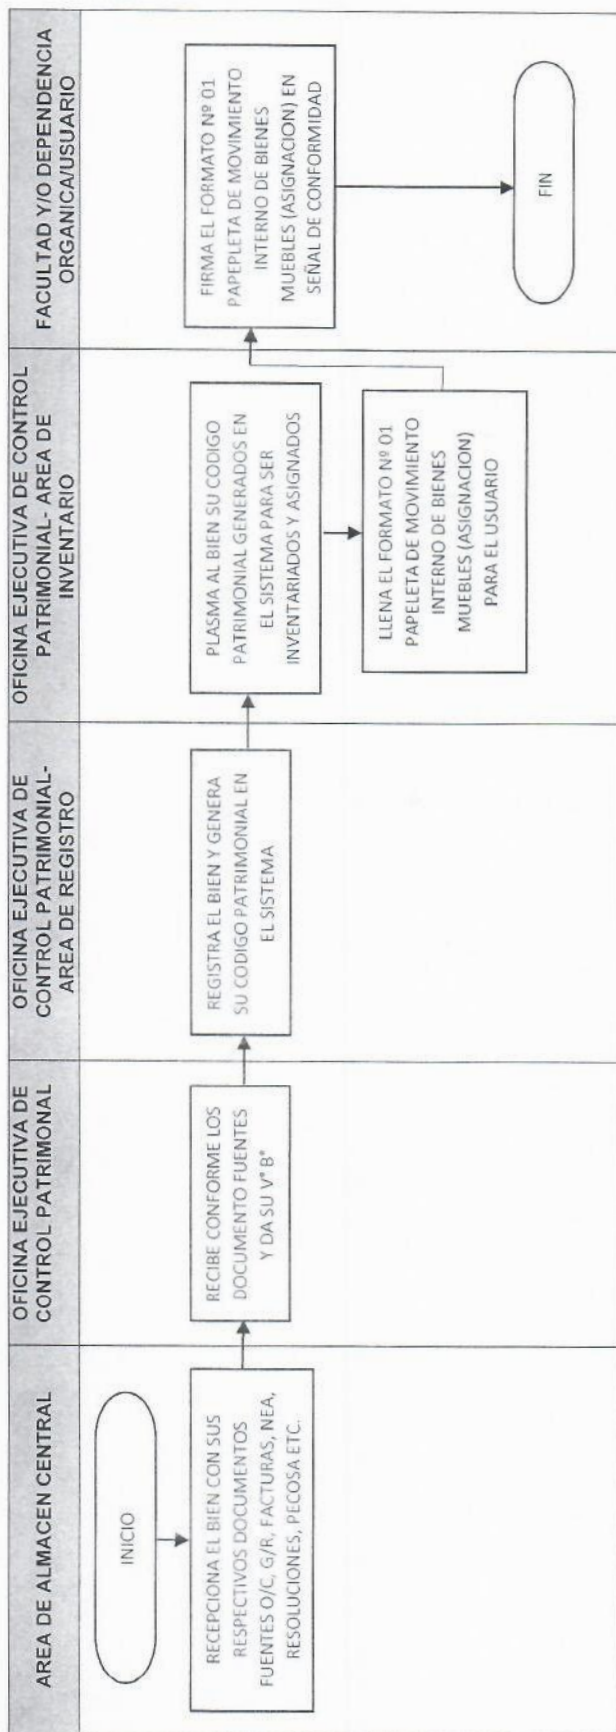 AREA DE ALMACEN CENTRAL
OFICINA EJECUTIVA DE
CONTROL PATRIMONAL
OFICINA EJECUTIVA DE
CONTROL PATRIMONIAL-
AREA DE REGISTRO
OFICINA EJECUTIVA DE CONTROL
PATRIMONIAL- AREA DE
INVENTARIO
FACULTAD Y/O DEPENDENCIA
ORGANICA/USUARIO
INICIO
RECEPCIONA EL BIEN CON SUS
RESPECTIVOS DOCUMENTOS
FUENTES O/C, G/R, FACTURAS, NEA,
RESOLUCIONES, PECOSA ETC.
RECIBE CONFORME LOS
DOCUMENTO FUENTES
Y DA SU V° B°
REGISTRA EL BIEN Y GENERA
SU CODIGO PATRIMONIAL EN
EL SISTEMA
PLASMA AL BIEN SU CODIGO
PATRIMONIAL GENERADOS EN
EL SISTEMA PARA SER
INVENTARIADOS Y ASIGNADOS
LLENA EL FORMATO Nº 01
PAPELETA DE MOVIMIENTO
INTERNO DE BIENES
MUEBLES (ASIGNACION)
PARA EL USUARIO
FIRMA EL FORMATO Nº 01
PAPEPLETA DE MOVIMIENTO
INTERNO DE BIENES
MUEBLES (ASIGNACION) EN
SEÑAL DE CONFORMIDAD
FIN